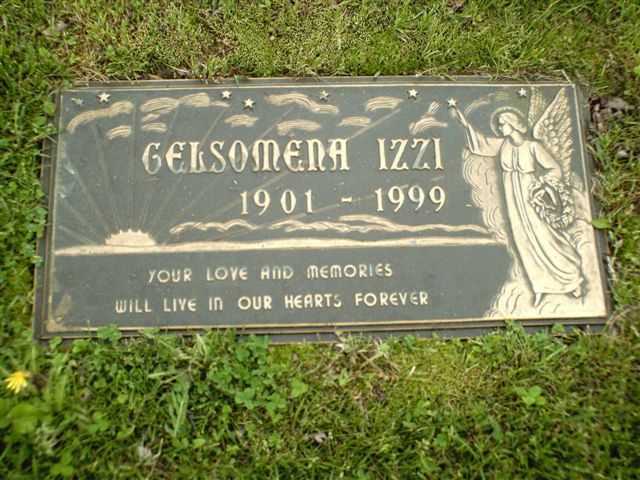 GELSOMENA IZZI
1901 - 1999
YOUR LOVE AND MEMORIES
WILL LIVE IN OUR HEARTS FOREVER